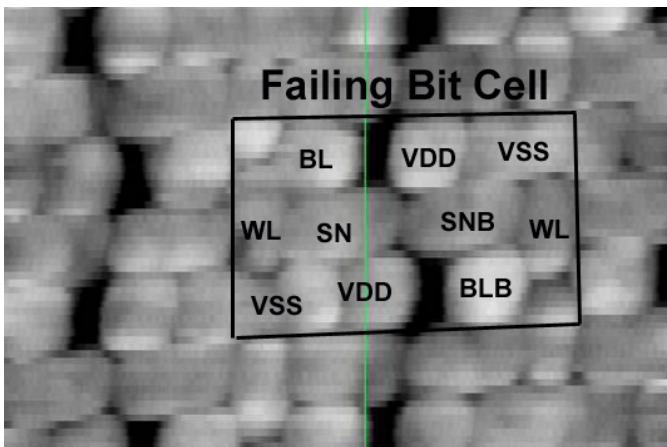 Failing Bit Cell
BL VDD VSS
WL SN SNB WL
VSS VDD BLB